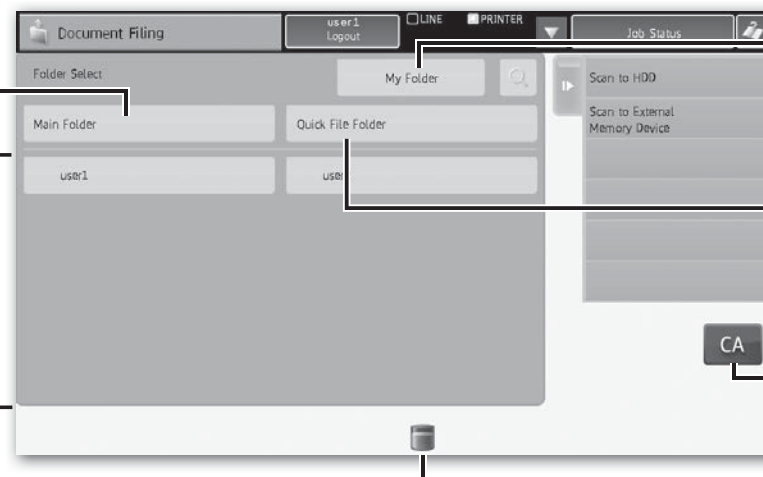 Document Filing
user1
Logout
LINE
PRINTER
Job Status
Folder Select
My Folder
Scan to HDD
Main Folder
Quick File Folder
Scan to External
Memory Device
user1
CA